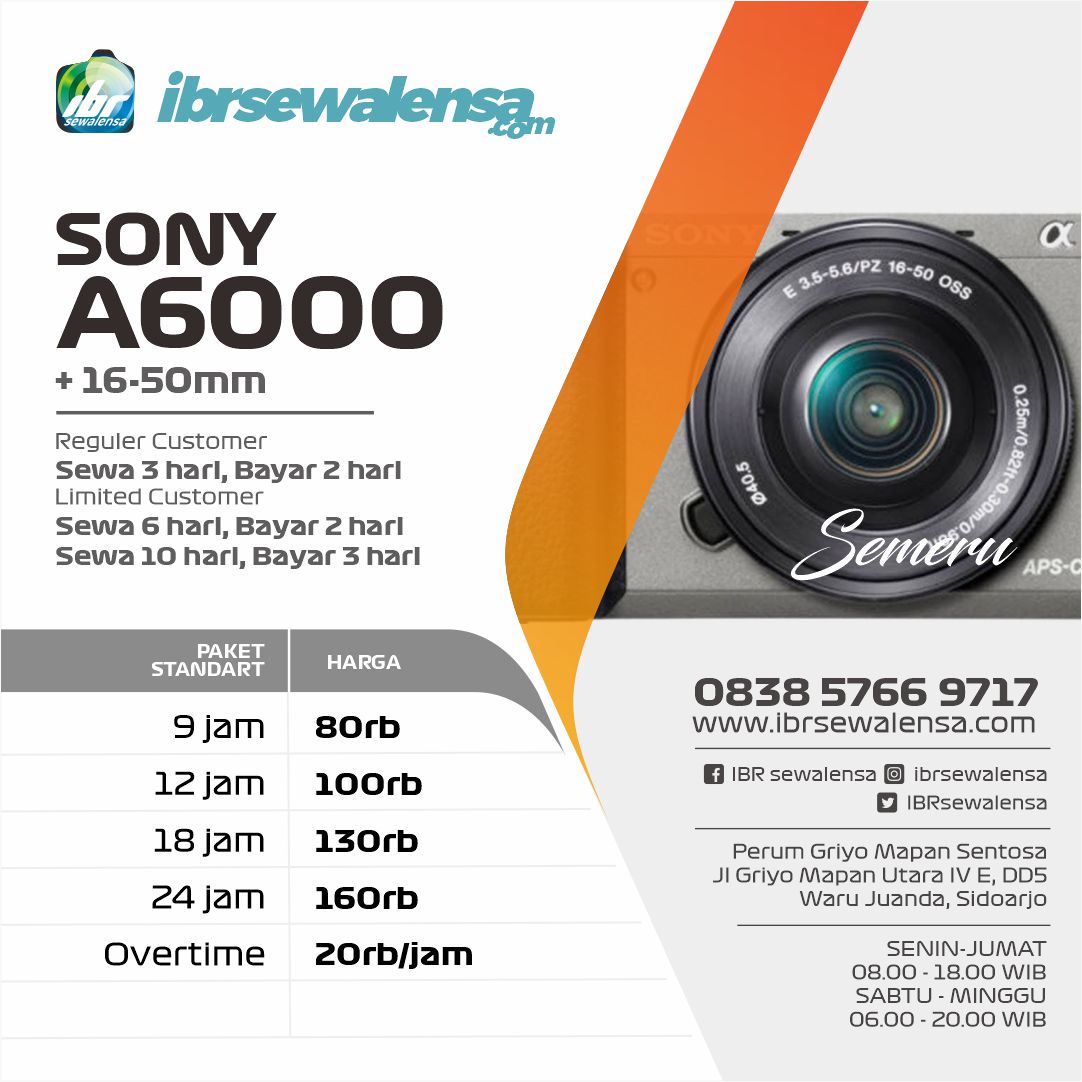 ibr
sewalensa
ibrsewalensa
.com
SONY
A6000
+ 16-50mm
Reguler Customer
Sewa 3 hari, Bayar 2 hari
Limited Customer
Sewa 6 hari, Bayar 2 hari
Sewa 10 hari, Bayar 3 hari
SONY
α
E 3.5-5.6/PZ 16-50 OSS
0.25m/0.82ft-0.30m/0.98ft
Ø40.5
Semeru
APS-C
PAKET
STANDART
HARGA
9 jam 80rb
12 jam 100rb
18 jam 130rb
24 jam 160rb
Overtime 20rb/jam
0838 5766 9717
www.ibrsewalensa.com
IBR sewalensa ibrsewalensa
IBRsewalensa
Perum Griyo Mapan Sentosa
Jl Griyo Mapan Utara IV E, DD5
Waru Juanda, Sidoarjo
SENIN-JUMAT
08.00 - 18.00 WIB
SABTU - MINGGU
06.00 - 20.00 WIB